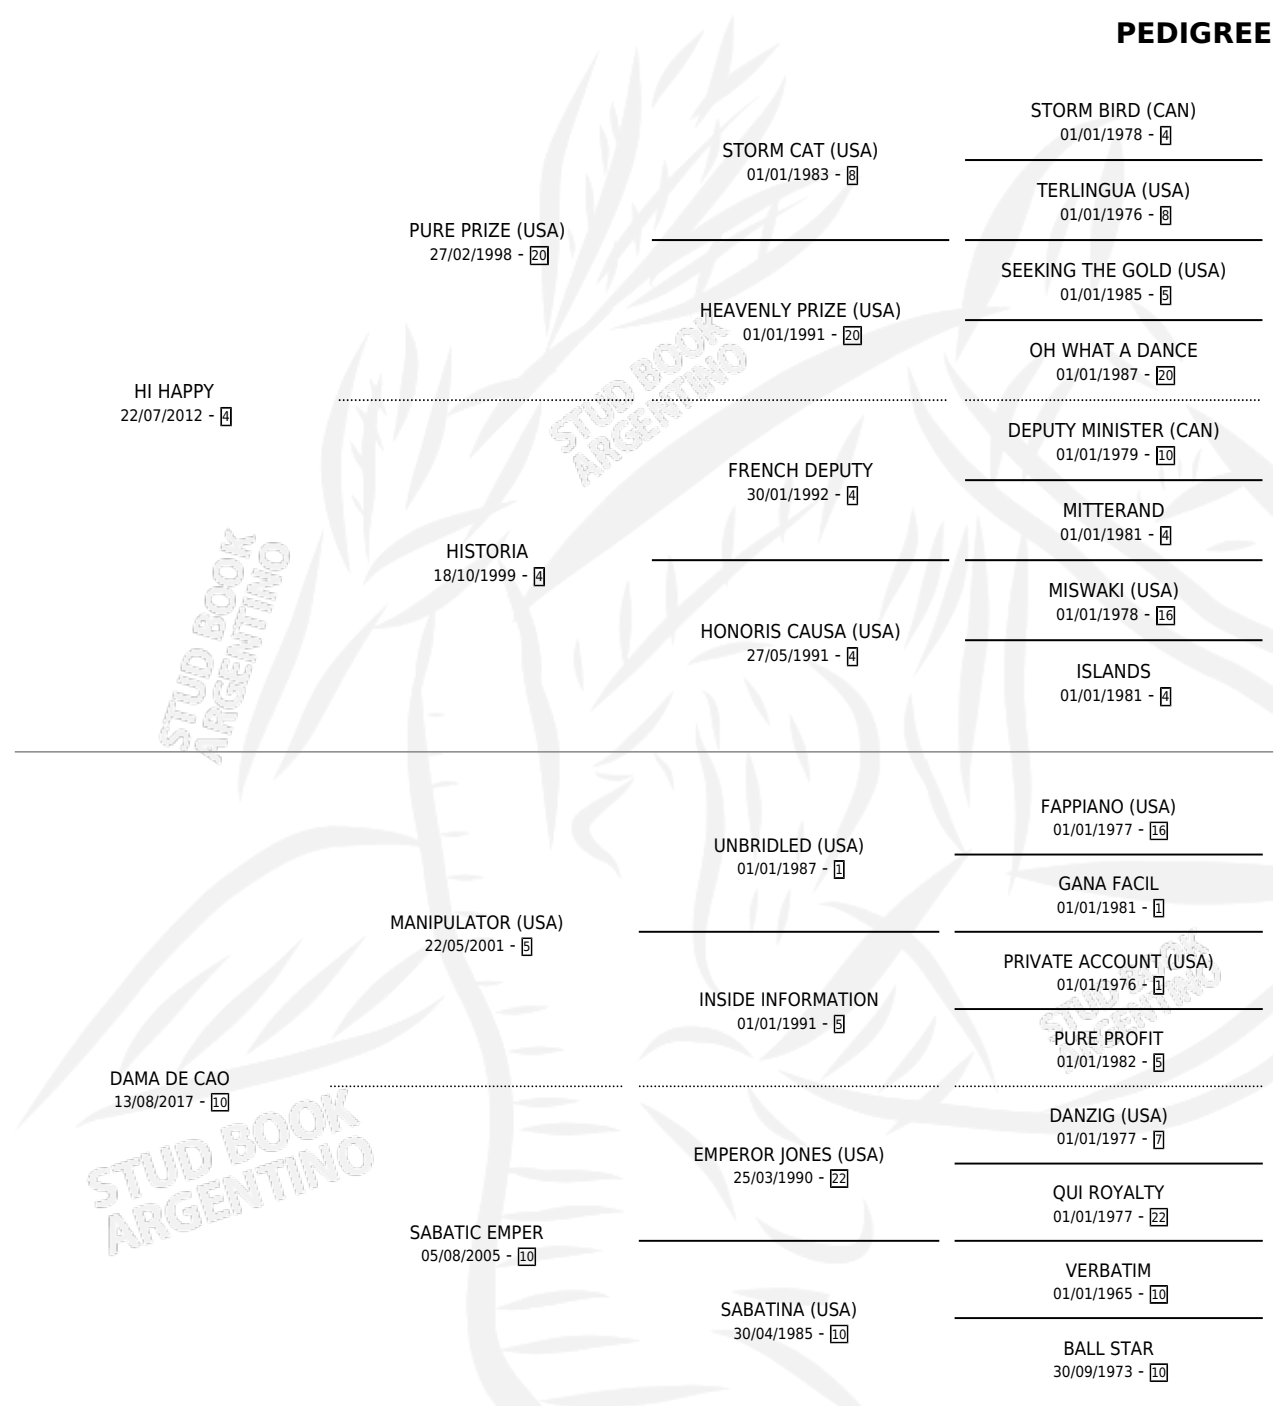 PEDIGREE
STORM BIRD (CAN)
01/01/1978 - 4
STORM CAT (USA)
01/01/1983 - 8
TERLINGUA (USA)
01/01/1976 - 8
PURE PRIZE (USA)
27/02/1998 - 20
SEEKING THE GOLD (USA)
01/01/1985 - 5
HEAVENLY PRIZE (USA)
01/01/1991 - 20
OH WHAT A DANCE
01/01/1987 - 20
HI HAPPY
22/07/2012 - 4
DEPUTY MINISTER (CAN)
01/01/1979 - 10
FRENCH DEPUTY
30/01/1992 - 4
MITTERAND
01/01/1981 - 4
HISTORIA
18/10/1999 - 4
MISWAKI (USA)
01/01/1978 - 16
HONORIS CAUSA (USA)
27/05/1991 - 4
ISLANDS
01/01/1981 - 4
FAPPIANO (USA)
01/01/1977 - 16
UNBRIDLED (USA)
01/01/1987 - 1
GANA FACIL
01/01/1981 - 1
MANIPULATOR (USA)
22/05/2001 - 5
PRIVATE ACCOUNT (USA)
01/01/1976 - 1
INSIDE INFORMATION
01/01/1991 - 5
PURE PROFIT
01/01/1982 - 5
DAMA DE CAO
13/08/2017 - 10
DANZIG (USA)
01/01/1977 - 7
EMPEROR JONES (USA)
25/03/1990 - 22
QUI ROYALTY
01/01/1977 - 22
SABATIC EMPER
05/08/2005 - 10
VERBATIM
01/01/1965 - 10
SABATINA (USA)
30/04/1985 - 10
BALL STAR
30/09/1973 - 10
STUD BOOK
ARGENTINO
STUD BOOK
ARGENTINO
STUD BOOK
ARGENTINO
STUD BOOK
ARGENTINO